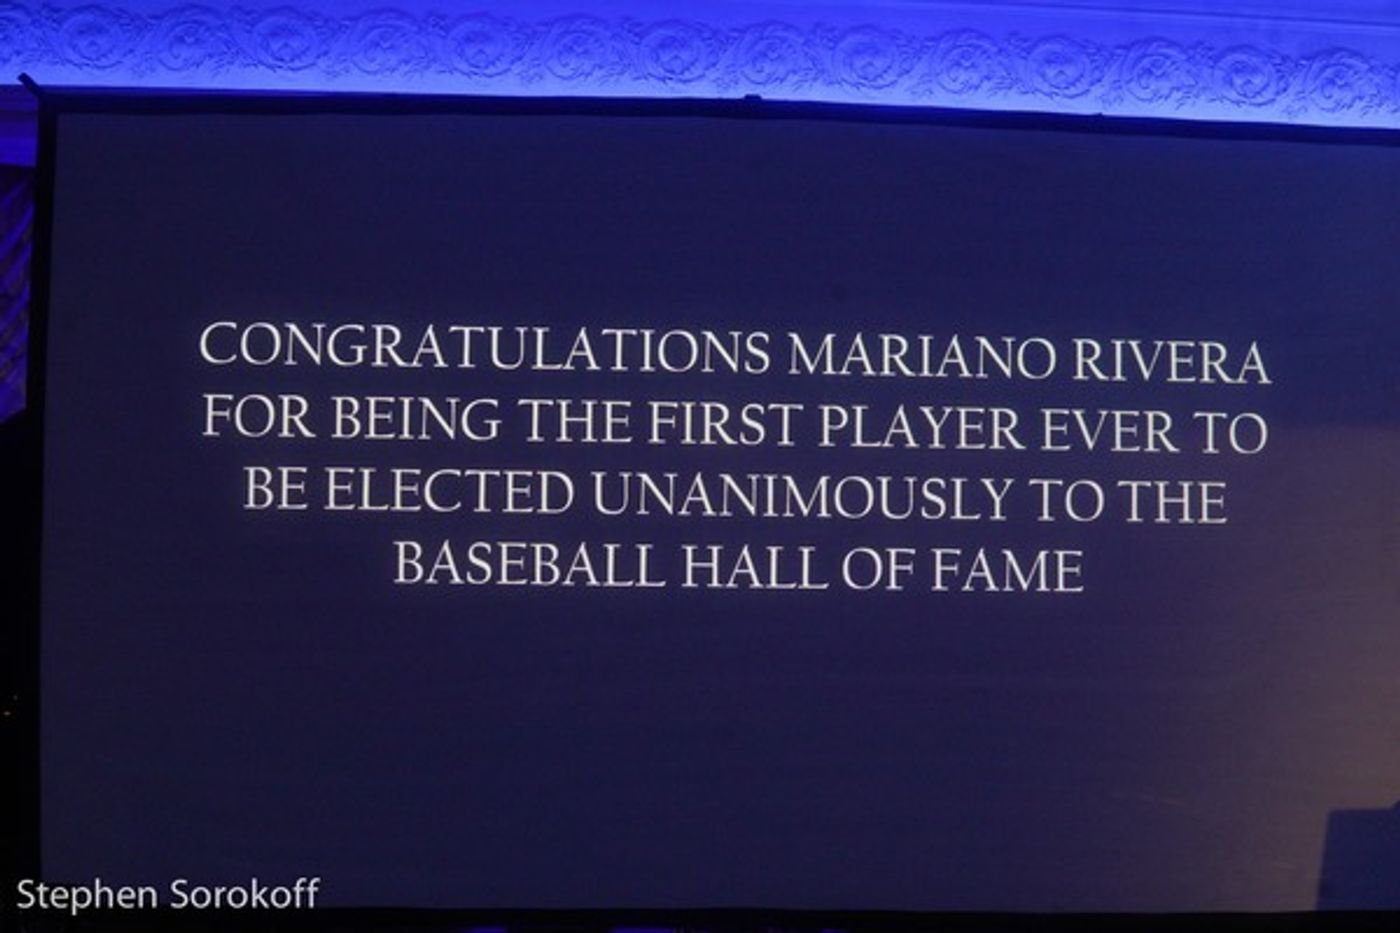 CONGRATULATIONS MARIANO RIVERA
FOR BEING THE FIRST PLAYER EVER TO
BE ELECTED UNANIMOUSLY TO THE
BASEBALL HALL OF FAME
Stephen Sorokoff